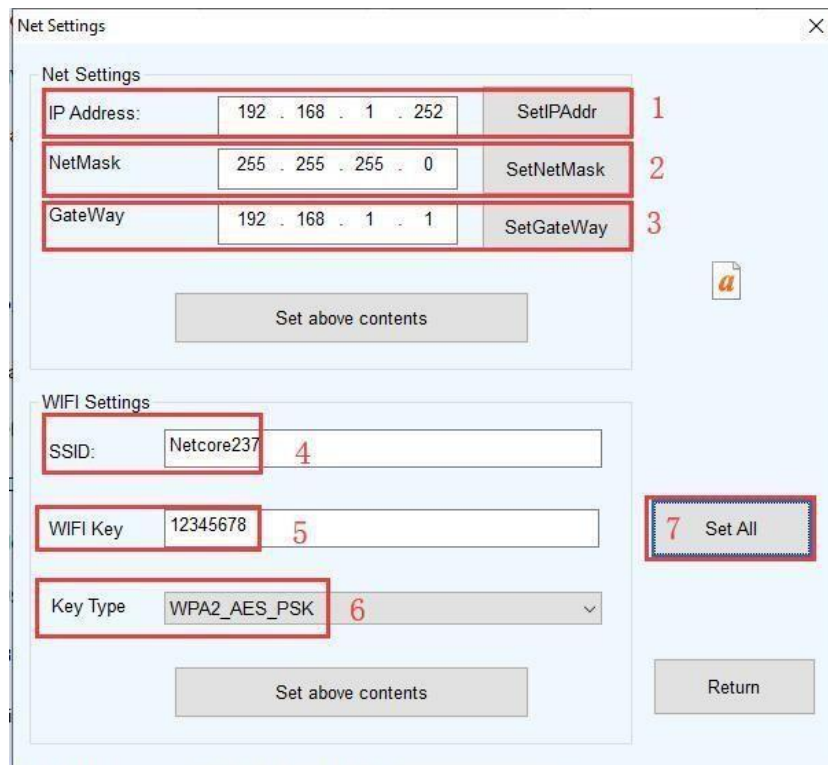 Net Settings
Net Settings
IP Address: 192 . 168 . 1 . 252 SetIPAddr 1
NetMask 255 . 255 . 255 . 0 SetNetMask 2
GateWay 192 . 168 . 1 . 1 SetGateWay 3
a
Set above contents
WIFI Settings
SSID: Netcore237 4
WIFI Key 12345678 5
7 Set All
Key Type WPA2_AES_PSK 6
Set above contents
Return